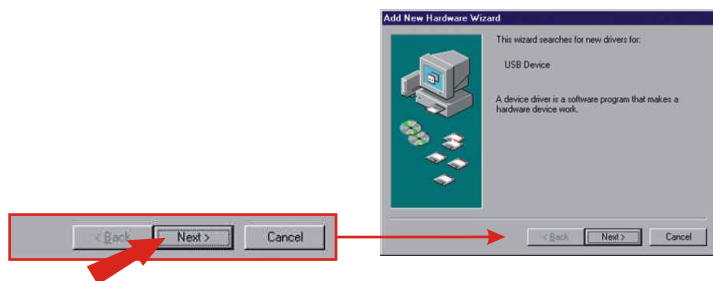 Add New Hardware Wizard
This wizard searches for new drivers for:
USB Device
A device driver is a software program that makes a
hardware device work.
< Back Next > Cancel
< Back Next > Cancel